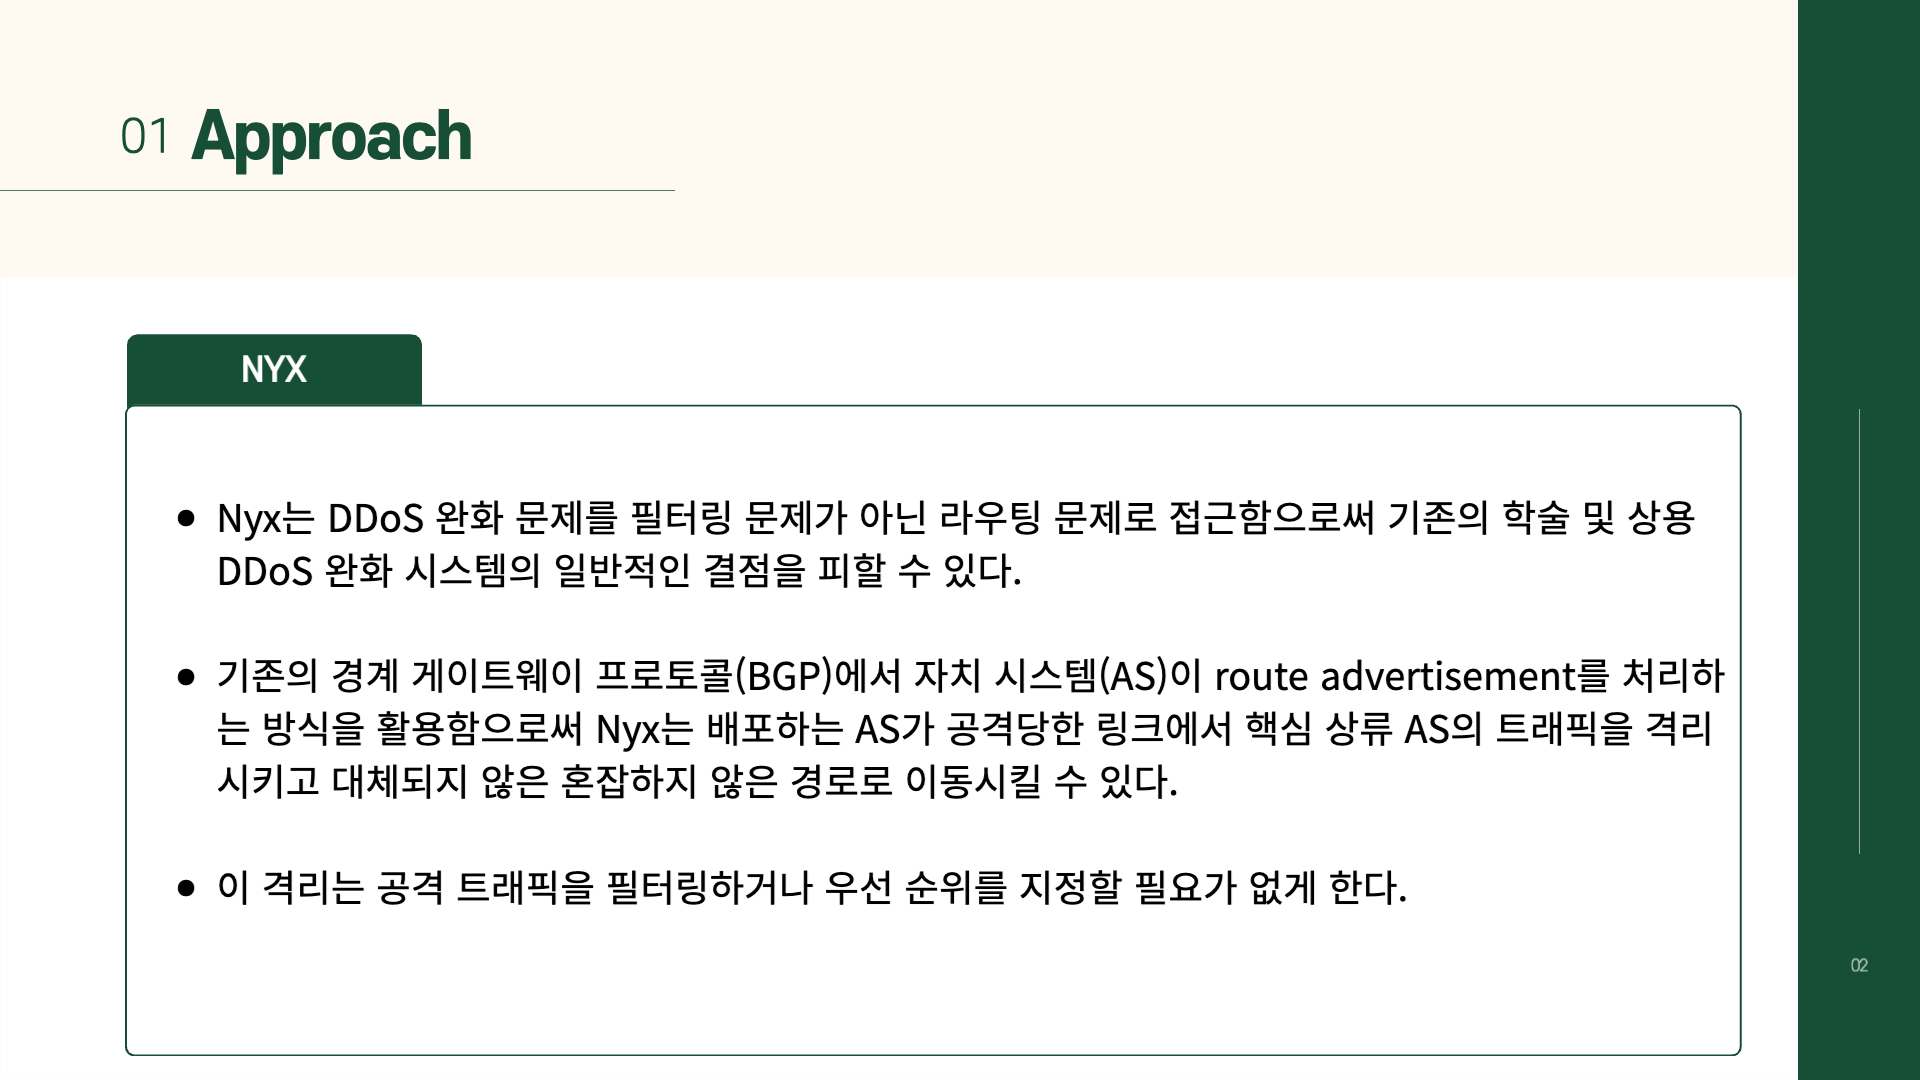 01 Approach
NYX
● Nyx는 DDoS 완화 문제를 필터링 문제가 아닌 라우팅 문제로 접근함으로써 기존의 학술 및 상용
DDoS 완화 시스템의 일반적인 결점을 피할 수 있다.
● 기존의 경계 게이트웨이 프로토콜(BGP)에서 자치 시스템(AS)이 route advertisement를 처리하
는 방식을 활용함으로써 Nyx는 배포하는 AS가 공격당한 링크에서 핵심 상류 AS의 트래픽을 격리
시키고 대체되지 않은 혼잡하지 않은 경로로 이동시킬 수 있다.
● 이 격리는 공격 트래픽을 필터링하거나 우선 순위를 지정할 필요가 없게 한다.
02